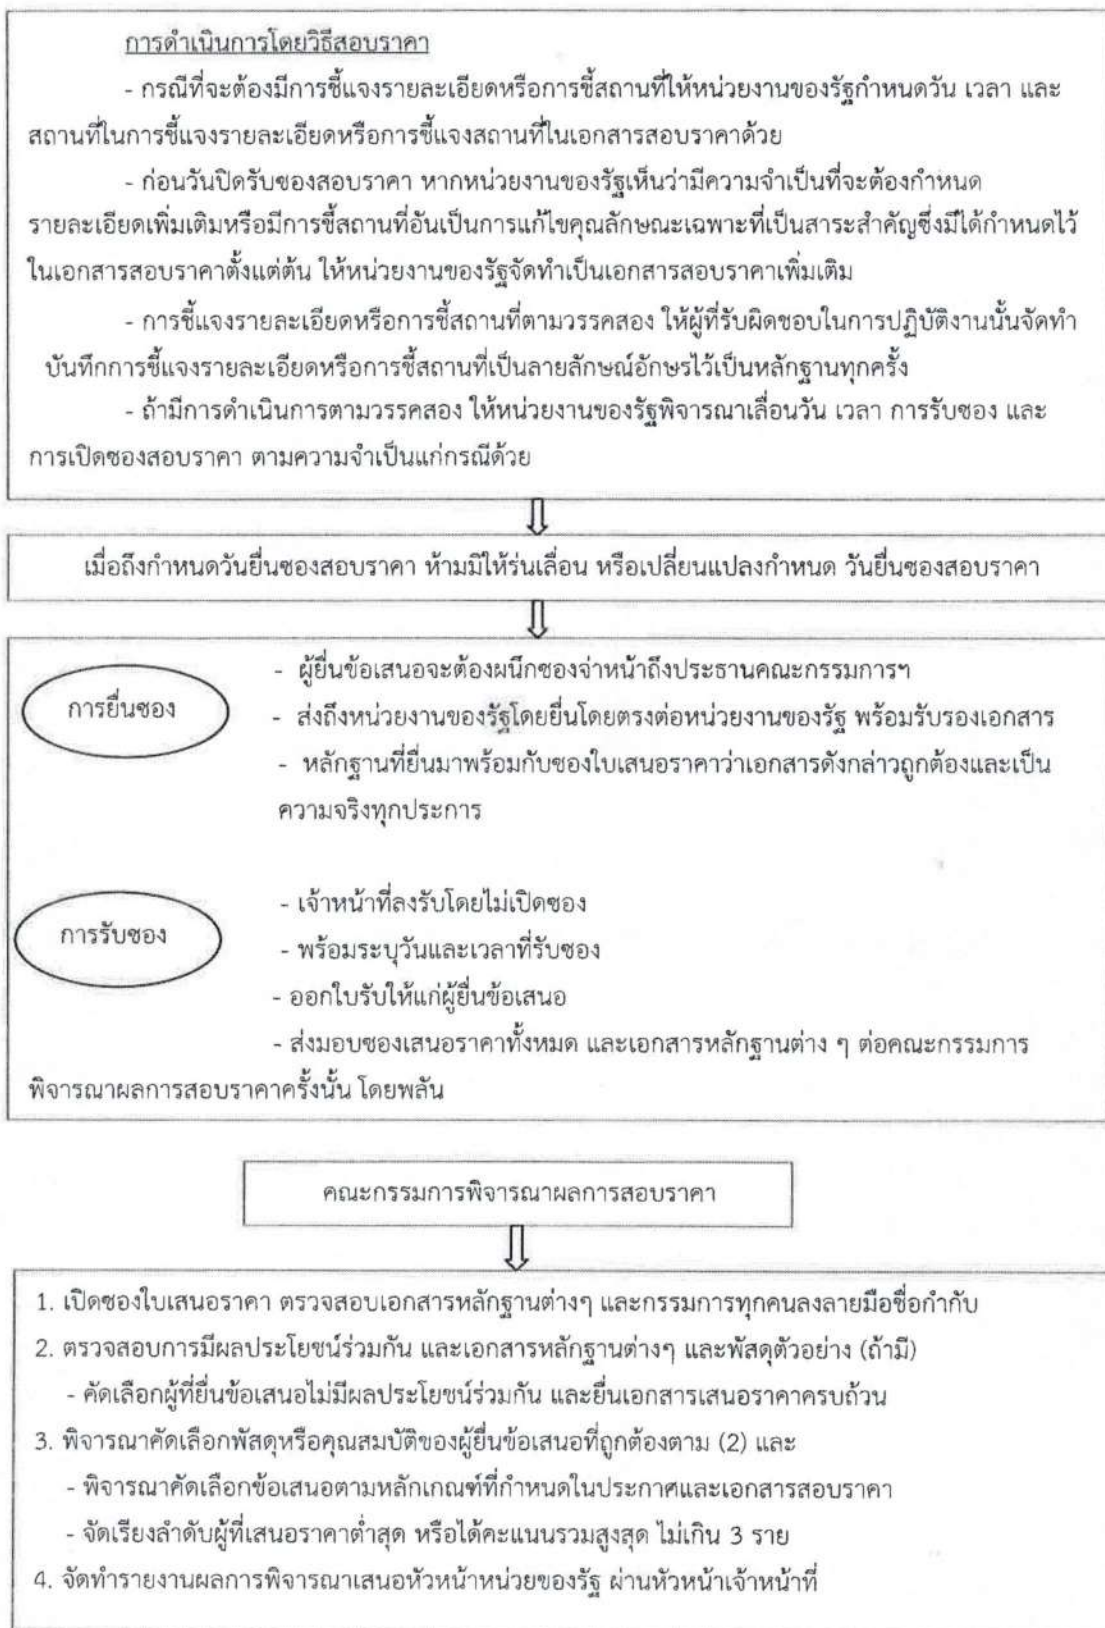 การดำเนินการโดยวิธีสอบราคา
- กรณีที่จะต้องมีการชี้แจงรายละเอียดหรือการชี้สถานที่ให้หน่วยงานของรัฐกำหนดวัน เวลา และ
สถานที่ในการชี้แจงรายละเอียดหรือการชี้แจงสถานที่ในเอกสารสอบราคาด้วย
- ก่อนวันปิดรับซองสอบราคา หากหน่วยงานของรัฐเห็นว่ามีความจำเป็นที่จะต้องกำหนด
รายละเอียดเพิ่มเติมหรือมีการชี้สถานที่อันเป็นการแก้ไขคุณลักษณะเฉพาะที่เป็นสาระสำคัญซึ่งมิได้กำหนดไว้
ในเอกสารสอบราคาตั้งแต่ต้น ให้หน่วยงานของรัฐจัดทำเป็นเอกสารสอบราคาเพิ่มเติม
- การชี้แจงรายละเอียดหรือการชี้สถานที่ตามวรรคสอง ให้ผู้ที่รับผิดชอบในการปฏิบัติงานนั้นจัดทำ
บันทึกการชี้แจงรายละเอียดหรือการชี้สถานที่เป็นลายลักษณ์อักษรไว้เป็นหลักฐานทุกครั้ง
- ถ้ามีการดำเนินการตามวรรคสอง ให้หน่วยงานของรัฐพิจารณาเลื่อนวัน เวลา การรับซอง และ
การเปิดซองสอบราคา ตามความจำเป็นแก่กรณีด้วย
เมื่อถึงกำหนดวันยื่นซองสอบราคา ห้ามมิให้ร่นเลื่อน หรือเปลี่ยนแปลงกำหนด วันยื่นซองสอบราคา
การยื่นซอง
- ผู้ยื่นข้อเสนอจะต้องผนึกซองจ่าหน้าถึงประธานคณะกรรมการฯ
- ส่งถึงหน่วยงานของรัฐโดยยื่นโดยตรงต่อหน่วยงานของรัฐ พร้อมรับรองเอกสาร
- หลักฐานที่ยื่นมาพร้อมกับซองใบเสนอราคาว่าเอกสารดังกล่าวถูกต้องและเป็น
ความจริงทุกประการ
การรับซอง
- เจ้าหน้าที่ลงรับโดยไม่เปิดซอง
- พร้อมระบุวันและเวลาที่รับซอง
- ออกใบรับให้แก่ผู้ยื่นข้อเสนอ
- ส่งมอบซองเสนอราคาทั้งหมด และเอกสารหลักฐานต่าง ๆ ต่อคณะกรรมการ
พิจารณาผลการสอบราคาครั้งนั้น โดยพลัน
คณะกรรมการพิจารณาผลการสอบราคา
1. เปิดซองใบเสนอราคา ตรวจสอบเอกสารหลักฐานต่างๆ และกรรมการทุกคนลงลายมือชื่อกำกับ
2. ตรวจสอบการมีผลประโยชน์ร่วมกัน และเอกสารหลักฐานต่างๆ และพัสดุตัวอย่าง (ถ้ามี)
- คัดเลือกผู้ที่ยื่นข้อเสนอไม่มีผลประโยชน์ร่วมกัน และยื่นเอกสารเสนอราคาครบถ้วน
3. พิจารณาคัดเลือกพัสดุหรือคุณสมบัติของผู้ยื่นข้อเสนอที่ถูกต้องตาม (2) และ
- พิจารณาคัดเลือกข้อเสนอตามหลักเกณฑ์ที่กำหนดในประกาศและเอกสารสอบราคา
- จัดเรียงลำดับผู้ที่เสนอราคาต่ำสุด หรือได้คะแนนรวมสูงสุด ไม่เกิน 3 ราย
4. จัดทำรายงานผลการพิจารณาเสนอหัวหน้าหน่วยของรัฐ ผ่านหัวหน้าเจ้าหน้าที่